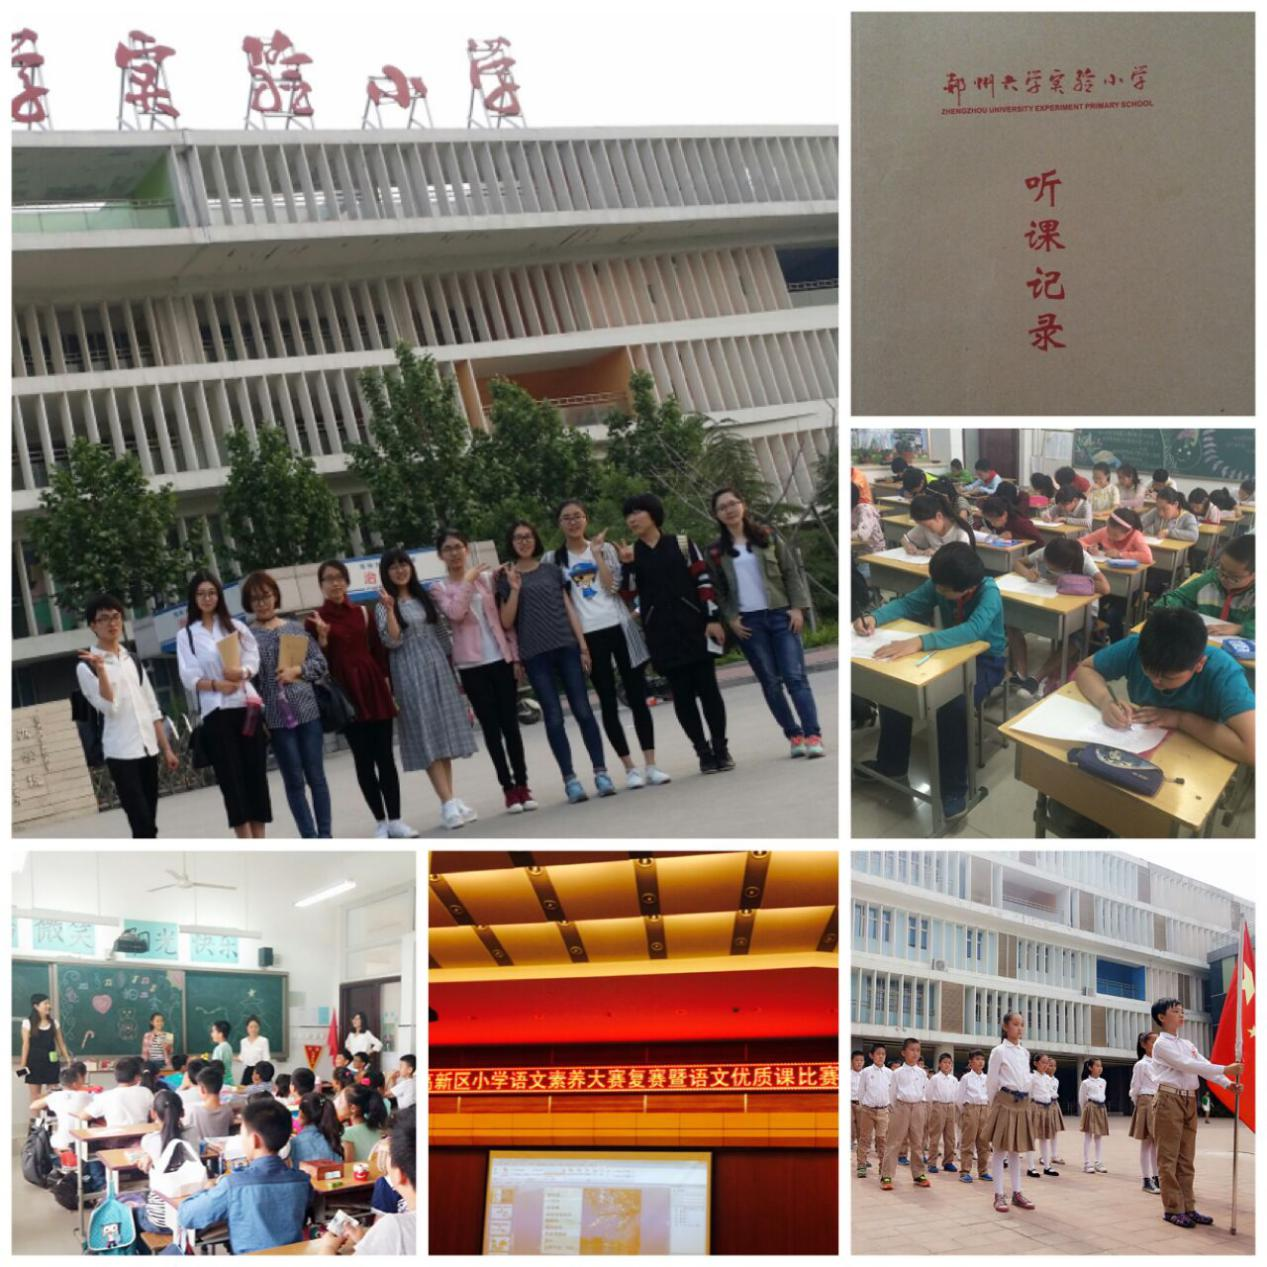 学实验小学
郑州大学实验小学
ZHENGZHOU UNIVERSITY EXPERIMENT PRIMARY SCHOOL
听
课
记
录
微笑 阳光 快乐
高新区小学语文素养大赛复赛暨语文优质课比赛